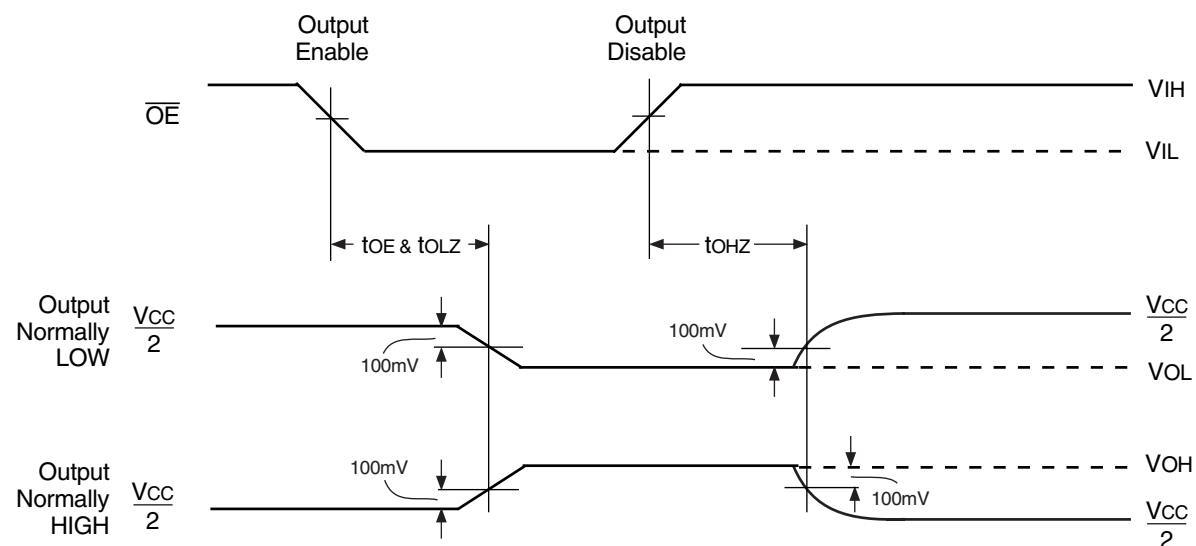 Output
Enable
Output
Disable
OE
VIH
VIL
tOE & tOLZ
tOHZ
Output
Normally
LOW
VCC
2
100mV
100mV
VCC
2
VOL
Output
Normally
HIGH
VCC
2
100mV
VOH
100mV
VCC
2